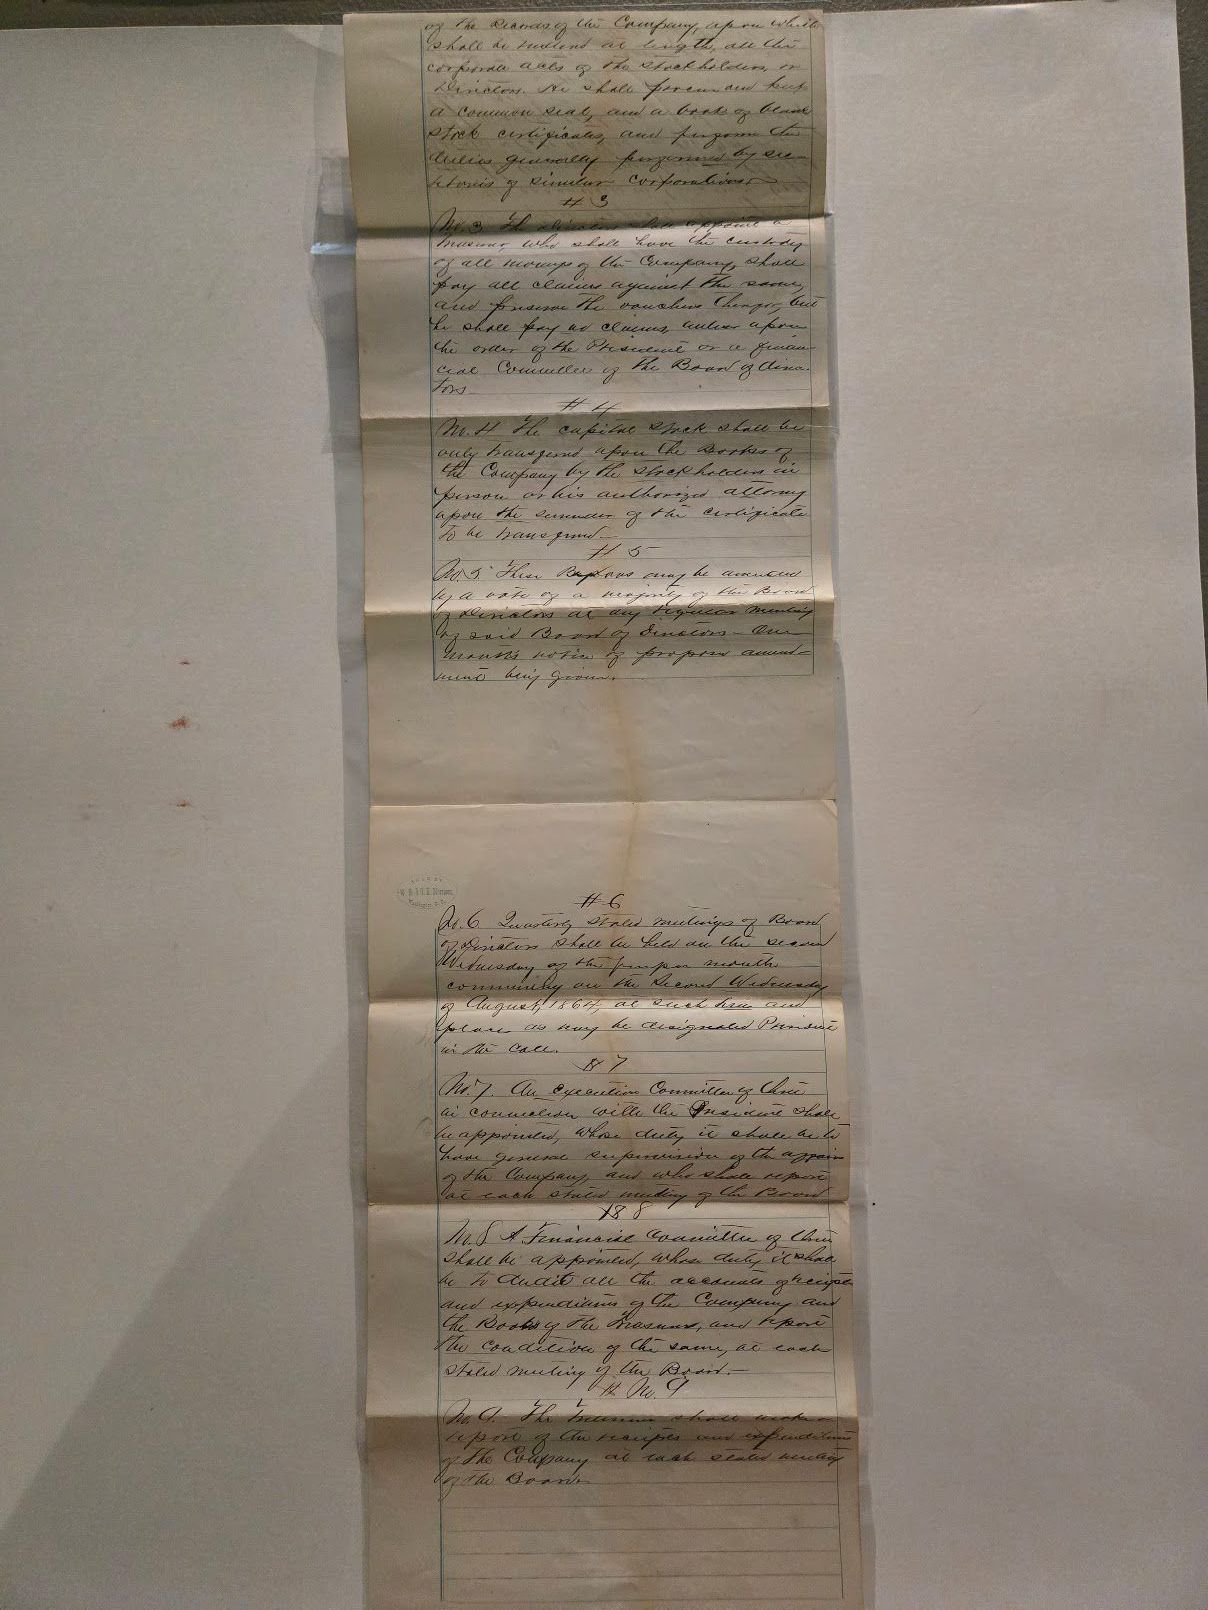 of the Records of the Company, upon which
shall be entered at length, all the
corporate acts of the stockholders, or
Directors. He shall procure and keep
a common seal, and a book of blank
stock certificates, and perform the
duties generally performed by sec-
retaries of similar corporations.
# 3
No. 3 The directors shall appoint a
Treasurer, who shall have the custody
of all moneys of the Company, shall
pay all claims against the same,
and preserve the vouchers therefor, but
he shall pay no claims, unless upon
the order of the President or a finan-
cial Committee of the Board of direc-
tors
# 4
No. 4 The capital stock shall be
only transferred upon the Books of
the Company by the stockholders in
person or his authorized attorney
upon the surrender of the certificate
to be transferred—
# 5
No. 5 These may be amended
by a vote of a majority of the Board
of Directors at any regular meeting
of said Board of Directors— One
month's notice of proposed amend-
ment being given.
# 6
No. 6 Quarterly stated meetings of Board
of Directors shall be held on the second
Wednesday of the proper month
commencing on the Second Wednesday
of August, 1864, at such time and
place as may be designated
in the call.
# 7
No. 7. An executive Committee of three
in connection with the President shall
be appointed, whose duty it shall be to
have general supervision of the affairs
of the Company, and who shall report
at each stated meeting of the Board
# 8
No. 8 A Financial Committee of three
shall be appointed, whose duty it shall
be to Audit all the accounts of receipts
and expenditures of the Company and
the Books of the Treasurer, and report
the condition of the same, at each
stated meeting of the Board.—
# No. 9
No. 9. The Treasurer shall make a
report of the receipts and expenditures
of the Company at each stated meeting
of the Board